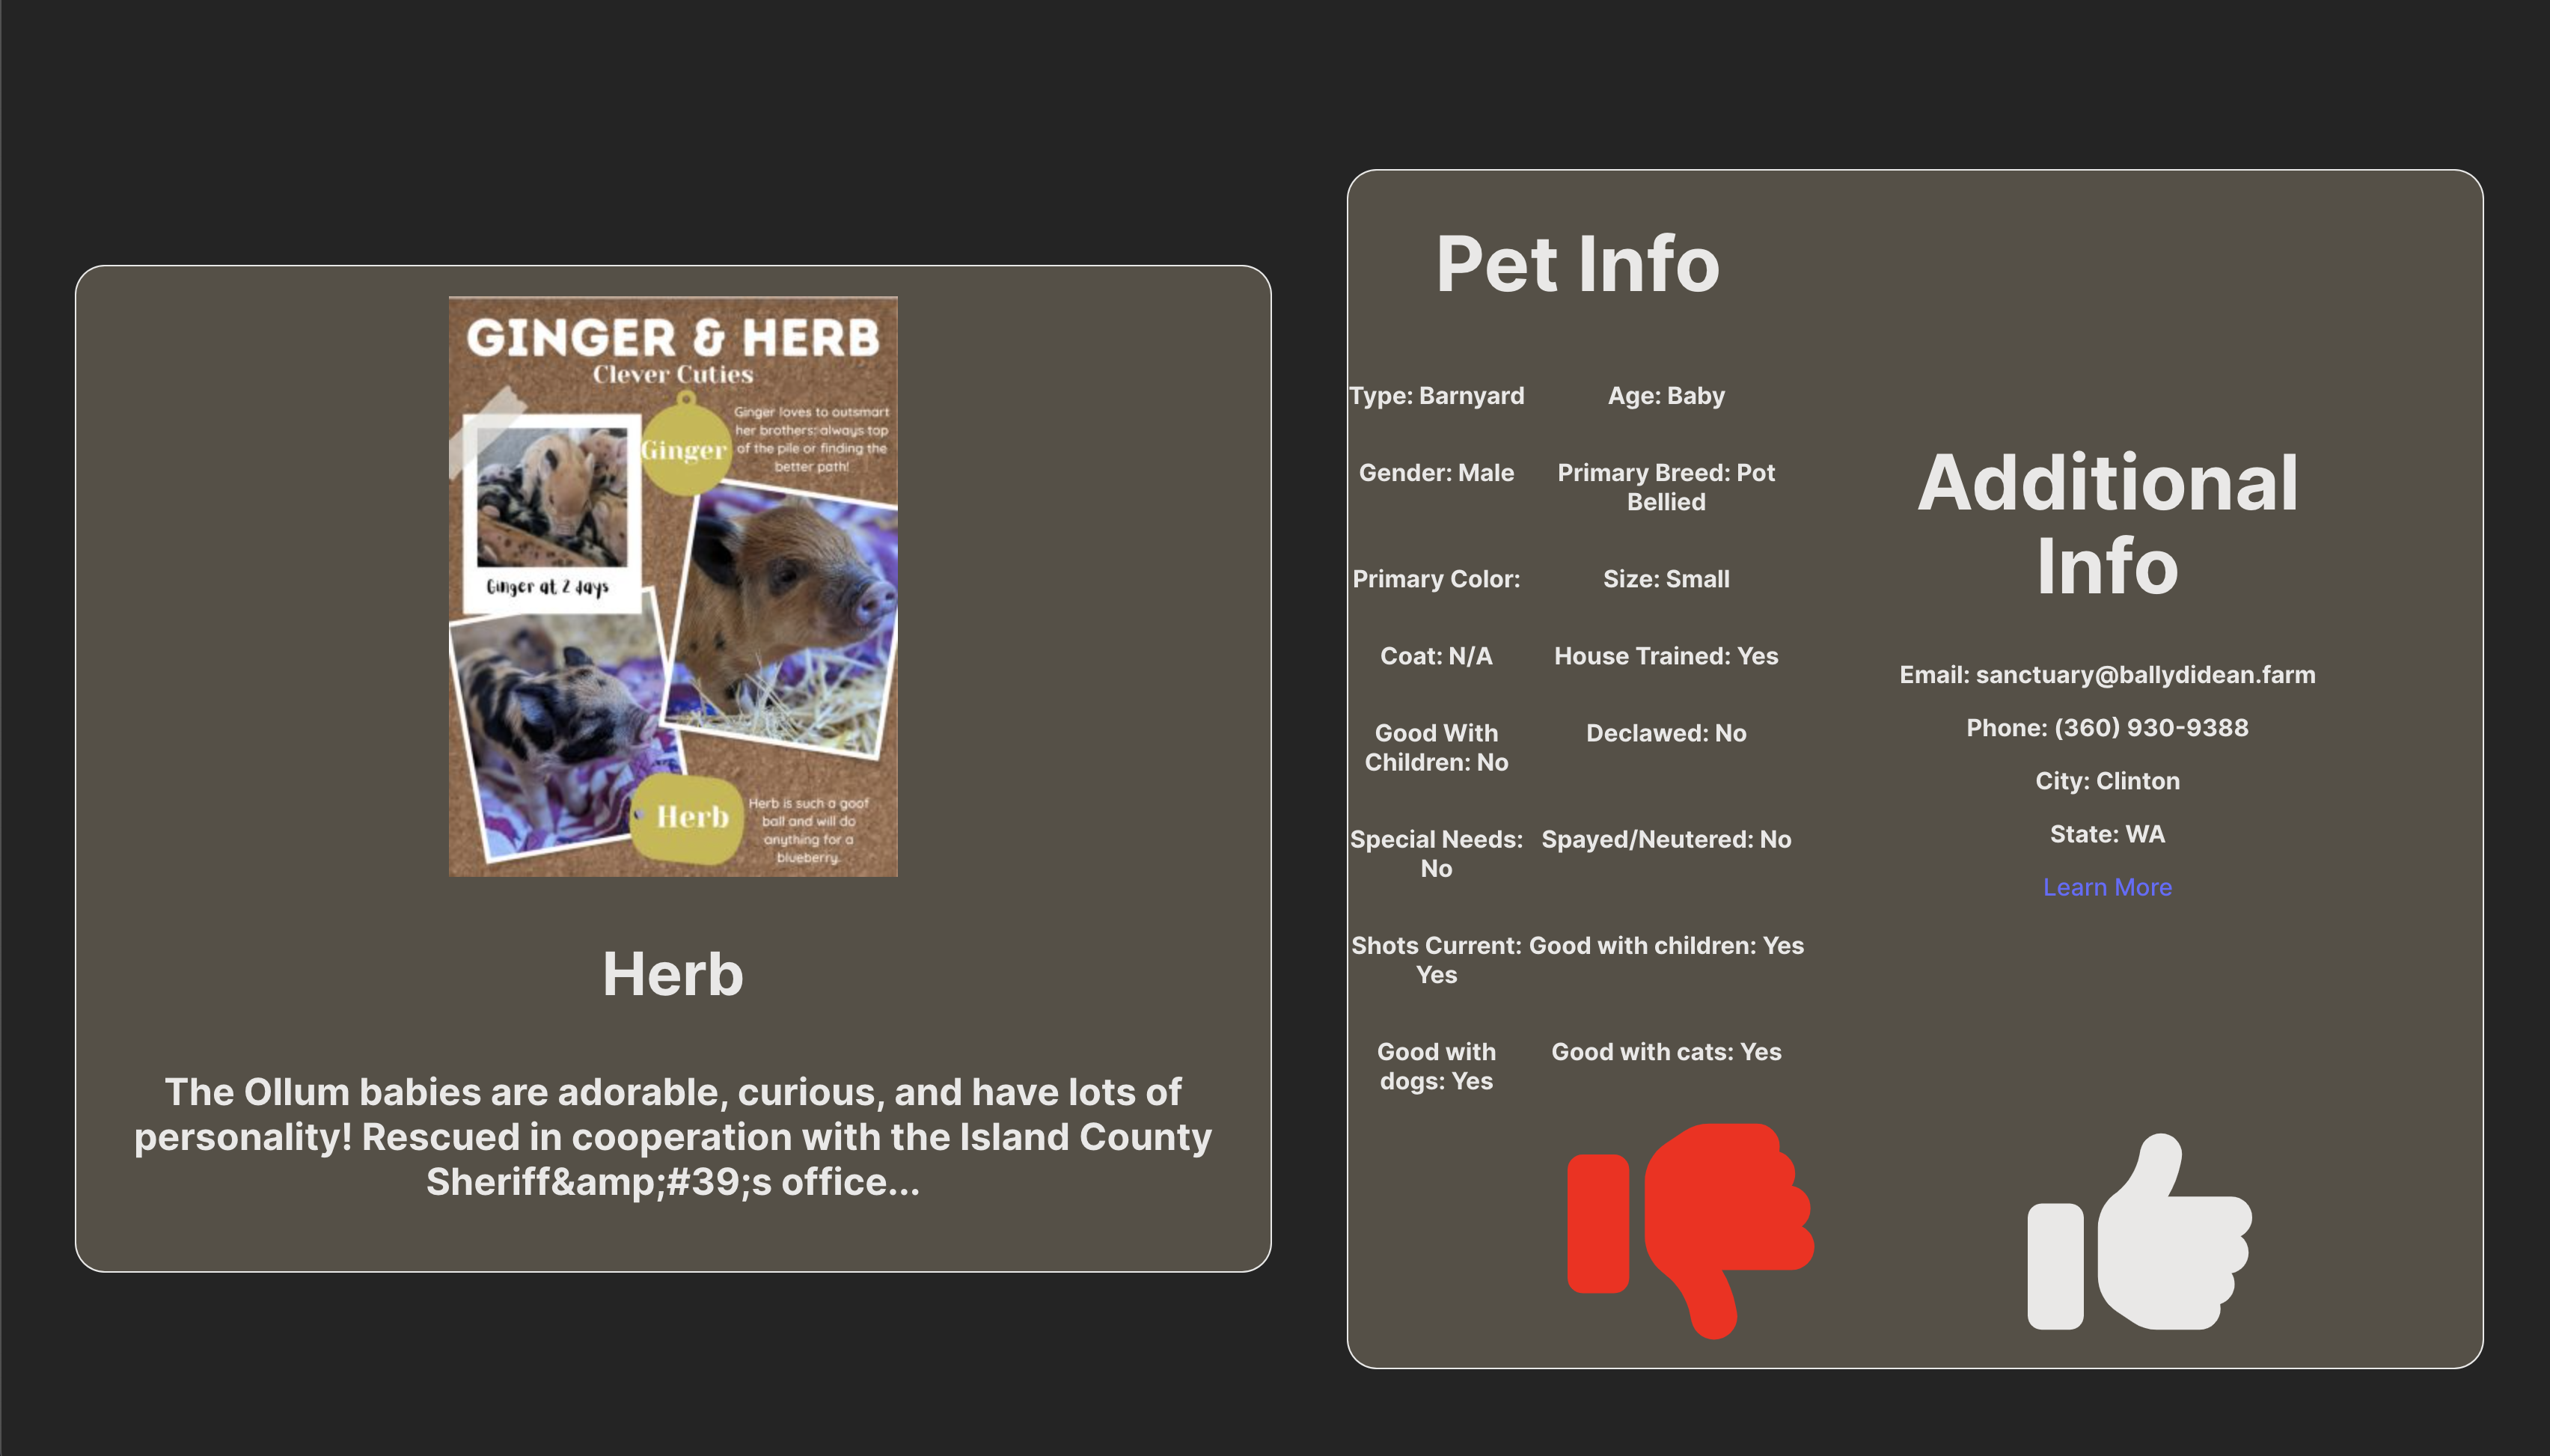 GINGER & HERB
Clever Cuties
Ginger
Ginger loves to outsmart
her brothers; always top
of the pile or finding the
better path!
Ginger at 2 days
Herb
Herb is such a goof
ball and will do
anything for a
blueberry.
Herb
The Ollum babies are adorable, curious, and have lots of
personality! Rescued in cooperation with the Island County
Sheriff&amp;#39;s office...
Pet Info
Type: Barnyard
Age: Baby
Gender: Male
Primary Breed: Pot
Bellied
Primary Color:
Size: Small
Coat: N/A
House Trained: Yes
Good With
Children: No
Declawed: No
Special Needs:
No
Spayed/Neutered: No
Shots Current:
Yes
Good with children: Yes
Good with
dogs: Yes
Good with cats: Yes
Additional
Info
Email: sanctuary@ballydidean.farm
Phone: (360) 930-9388
City: Clinton
State: WA
Learn More